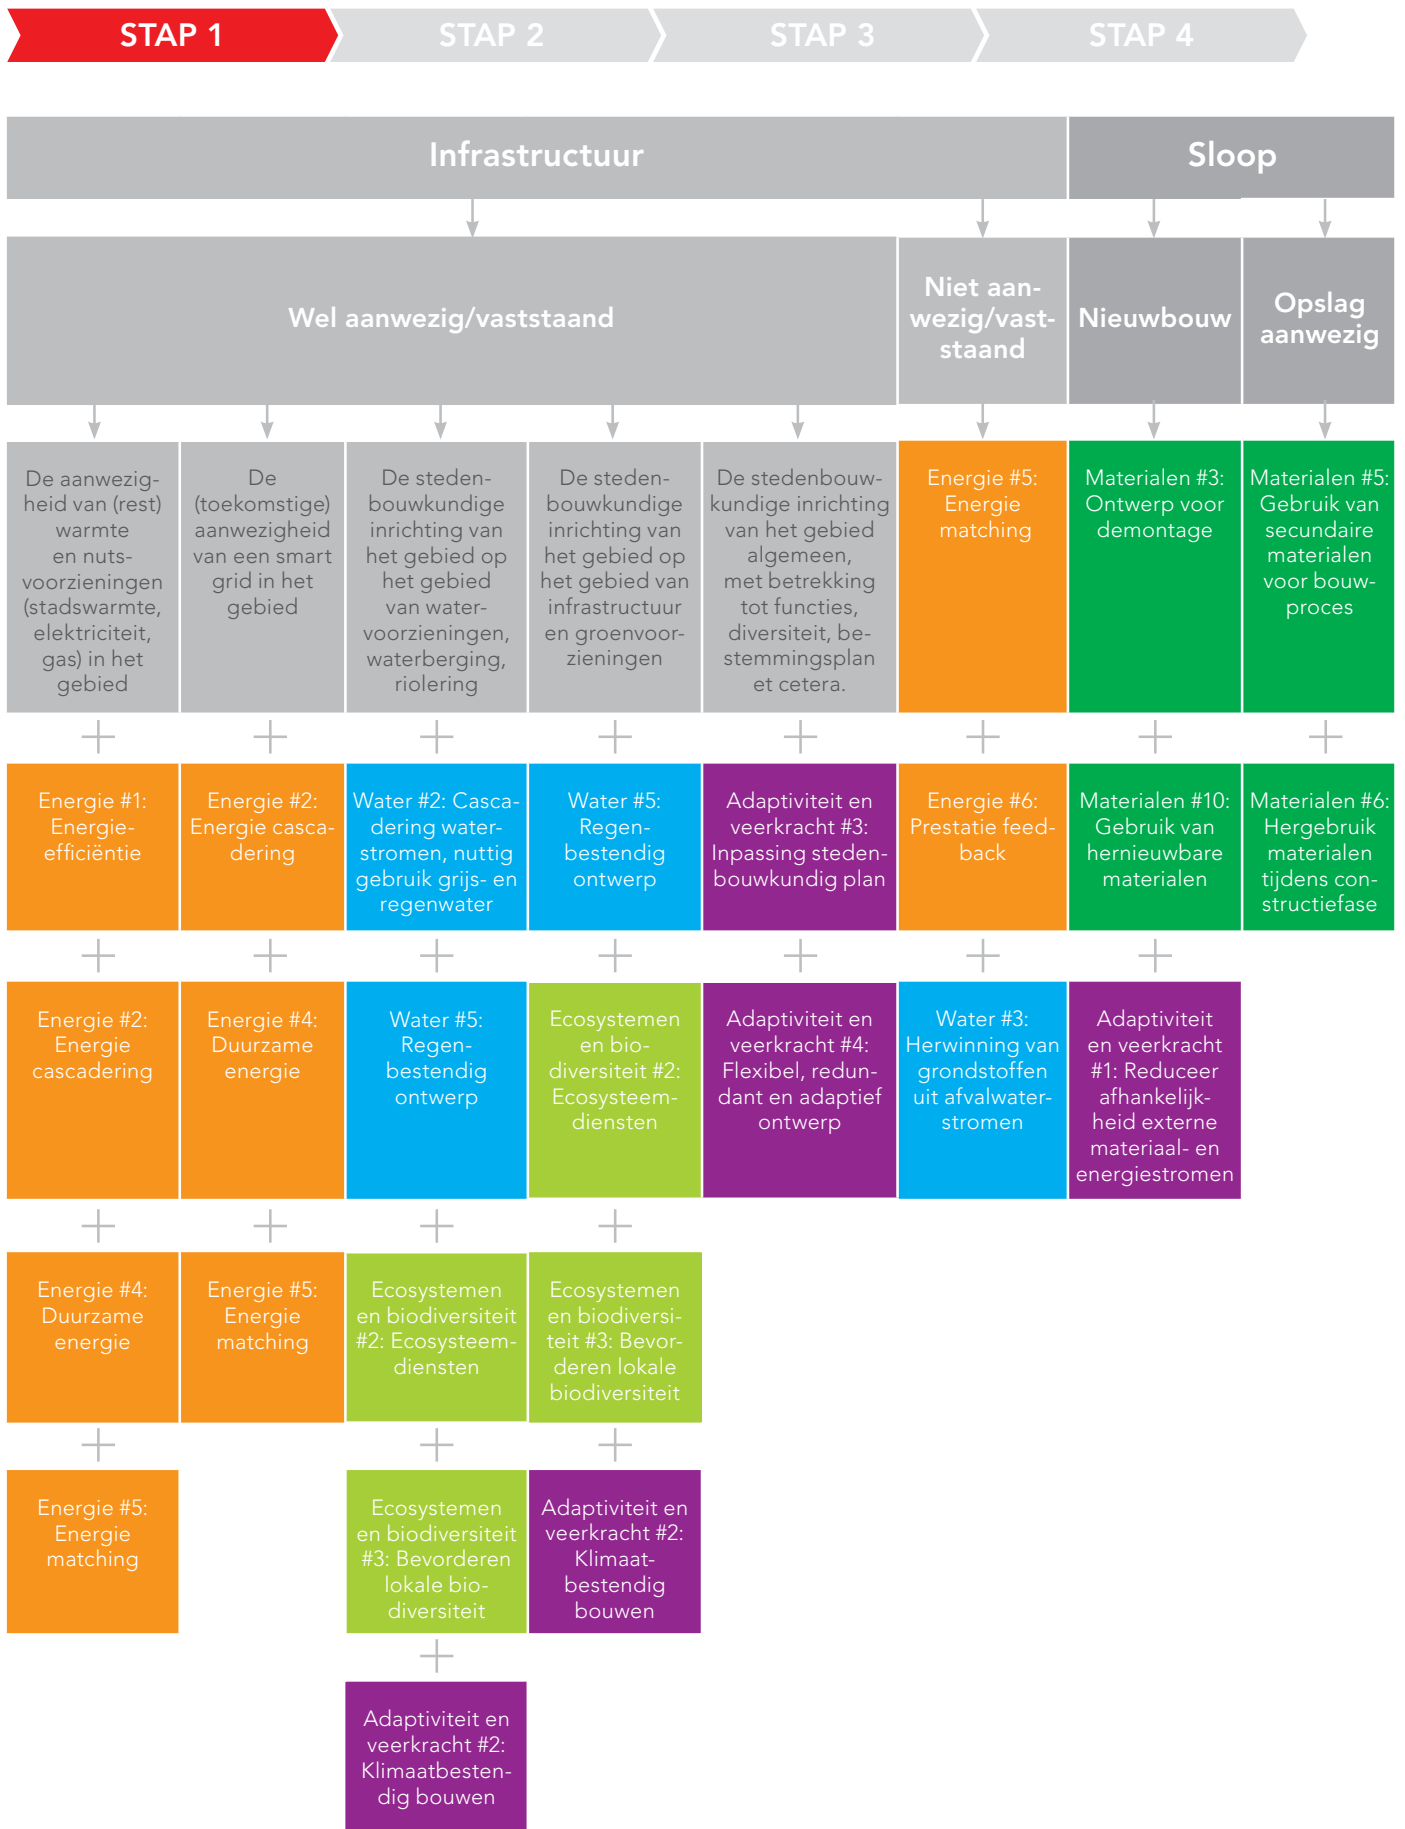 STAP 1
STAP 2
STAP 3
STAP 4
Infrastructuur
Sloop
Wel aanwezig/vaststaand
Niet aan-
wezig/vast-
staand
Nieuwbouw
Opslag
aanwezig
De aanwezig-
heid van (rest)
warmte
en nuts-
voorzieningen
(stadswarmte,
elektriciteit,
gas) in het
gebied
De
(toekomstige)
aanwezigheid
van een smart
grid in het
gebied
De steden-
bouwkundige
inrichting van
het gebied op
het gebied
van water-
voorzieningen,
waterberging,
riolering
De steden-
bouwkundige
inrichting van
het gebied op
het gebied van
infrastructuur
en groenvoor-
zieningen
De stedenbouw-
kundige inrichting
van het gebied
algemeen,
met betrekking
tot functies,
diversiteit, be-
stemmingsplan
et cetera.
Energie #5:
Energie
matching
Materialen #3:
Ontwerp voor
demontage
Materialen #5:
Gebruik van
secundaire
materialen
voor bouw-
proces
Energie #1:
Energie-
efficiëntie
Energie #2:
Energie casca-
dering
Water #2: Casca-
dering water-
stromen, nuttig
gebruik grijs- en
regenwater
Water #5:
Regen-
bestendig
ontwerp
Adaptiviteit en
veerkracht #3:
Inpassing steden-
bouwkundig plan
Energie #6:
Prestatie feed-
back
Materialen #10:
Gebruik van
hernieuwbare
materialen
Materialen #6:
Hergebruik
materialen
tijdens con-
structiefase
Energie #2:
Energie
cascadering
Energie #4:
Duurzame
energie
Water #5:
Regen-
bestendig
ontwerp
Ecosystemen
en bio-
diversiteit #2:
Ecosysteem-
diensten
Adaptiviteit en
veerkracht #4:
Flexibel, redun-
dant en adaptief
ontwerp
Water #3:
Herwinning van
grondstoffen
uit afvalwater-
stromen
Adaptiviteit
en veerkracht
#1: Reduceer
afhankelijk-
heid externe
materiaal- en
energiestromen
Energie #4:
Duurzame
energie
Energie #5:
Energie
matching
Ecosystemen
en biodiversiteit
#2: Ecosysteem-
diensten
Ecosystemen
en biodiversi-
teit #3: Bevor-
deren lokale
biodiversiteit
Energie #5:
Energie
matching
Ecosystemen
en biodiversiteit
#3: Bevorderen
lokale bio-
diversiteit
Adaptiviteit en
veerkracht #2:
Klimaat-
bestendig
bouwen
Adaptiviteit en
veerkracht #2:
Klimaatbesten-
dig bouwen